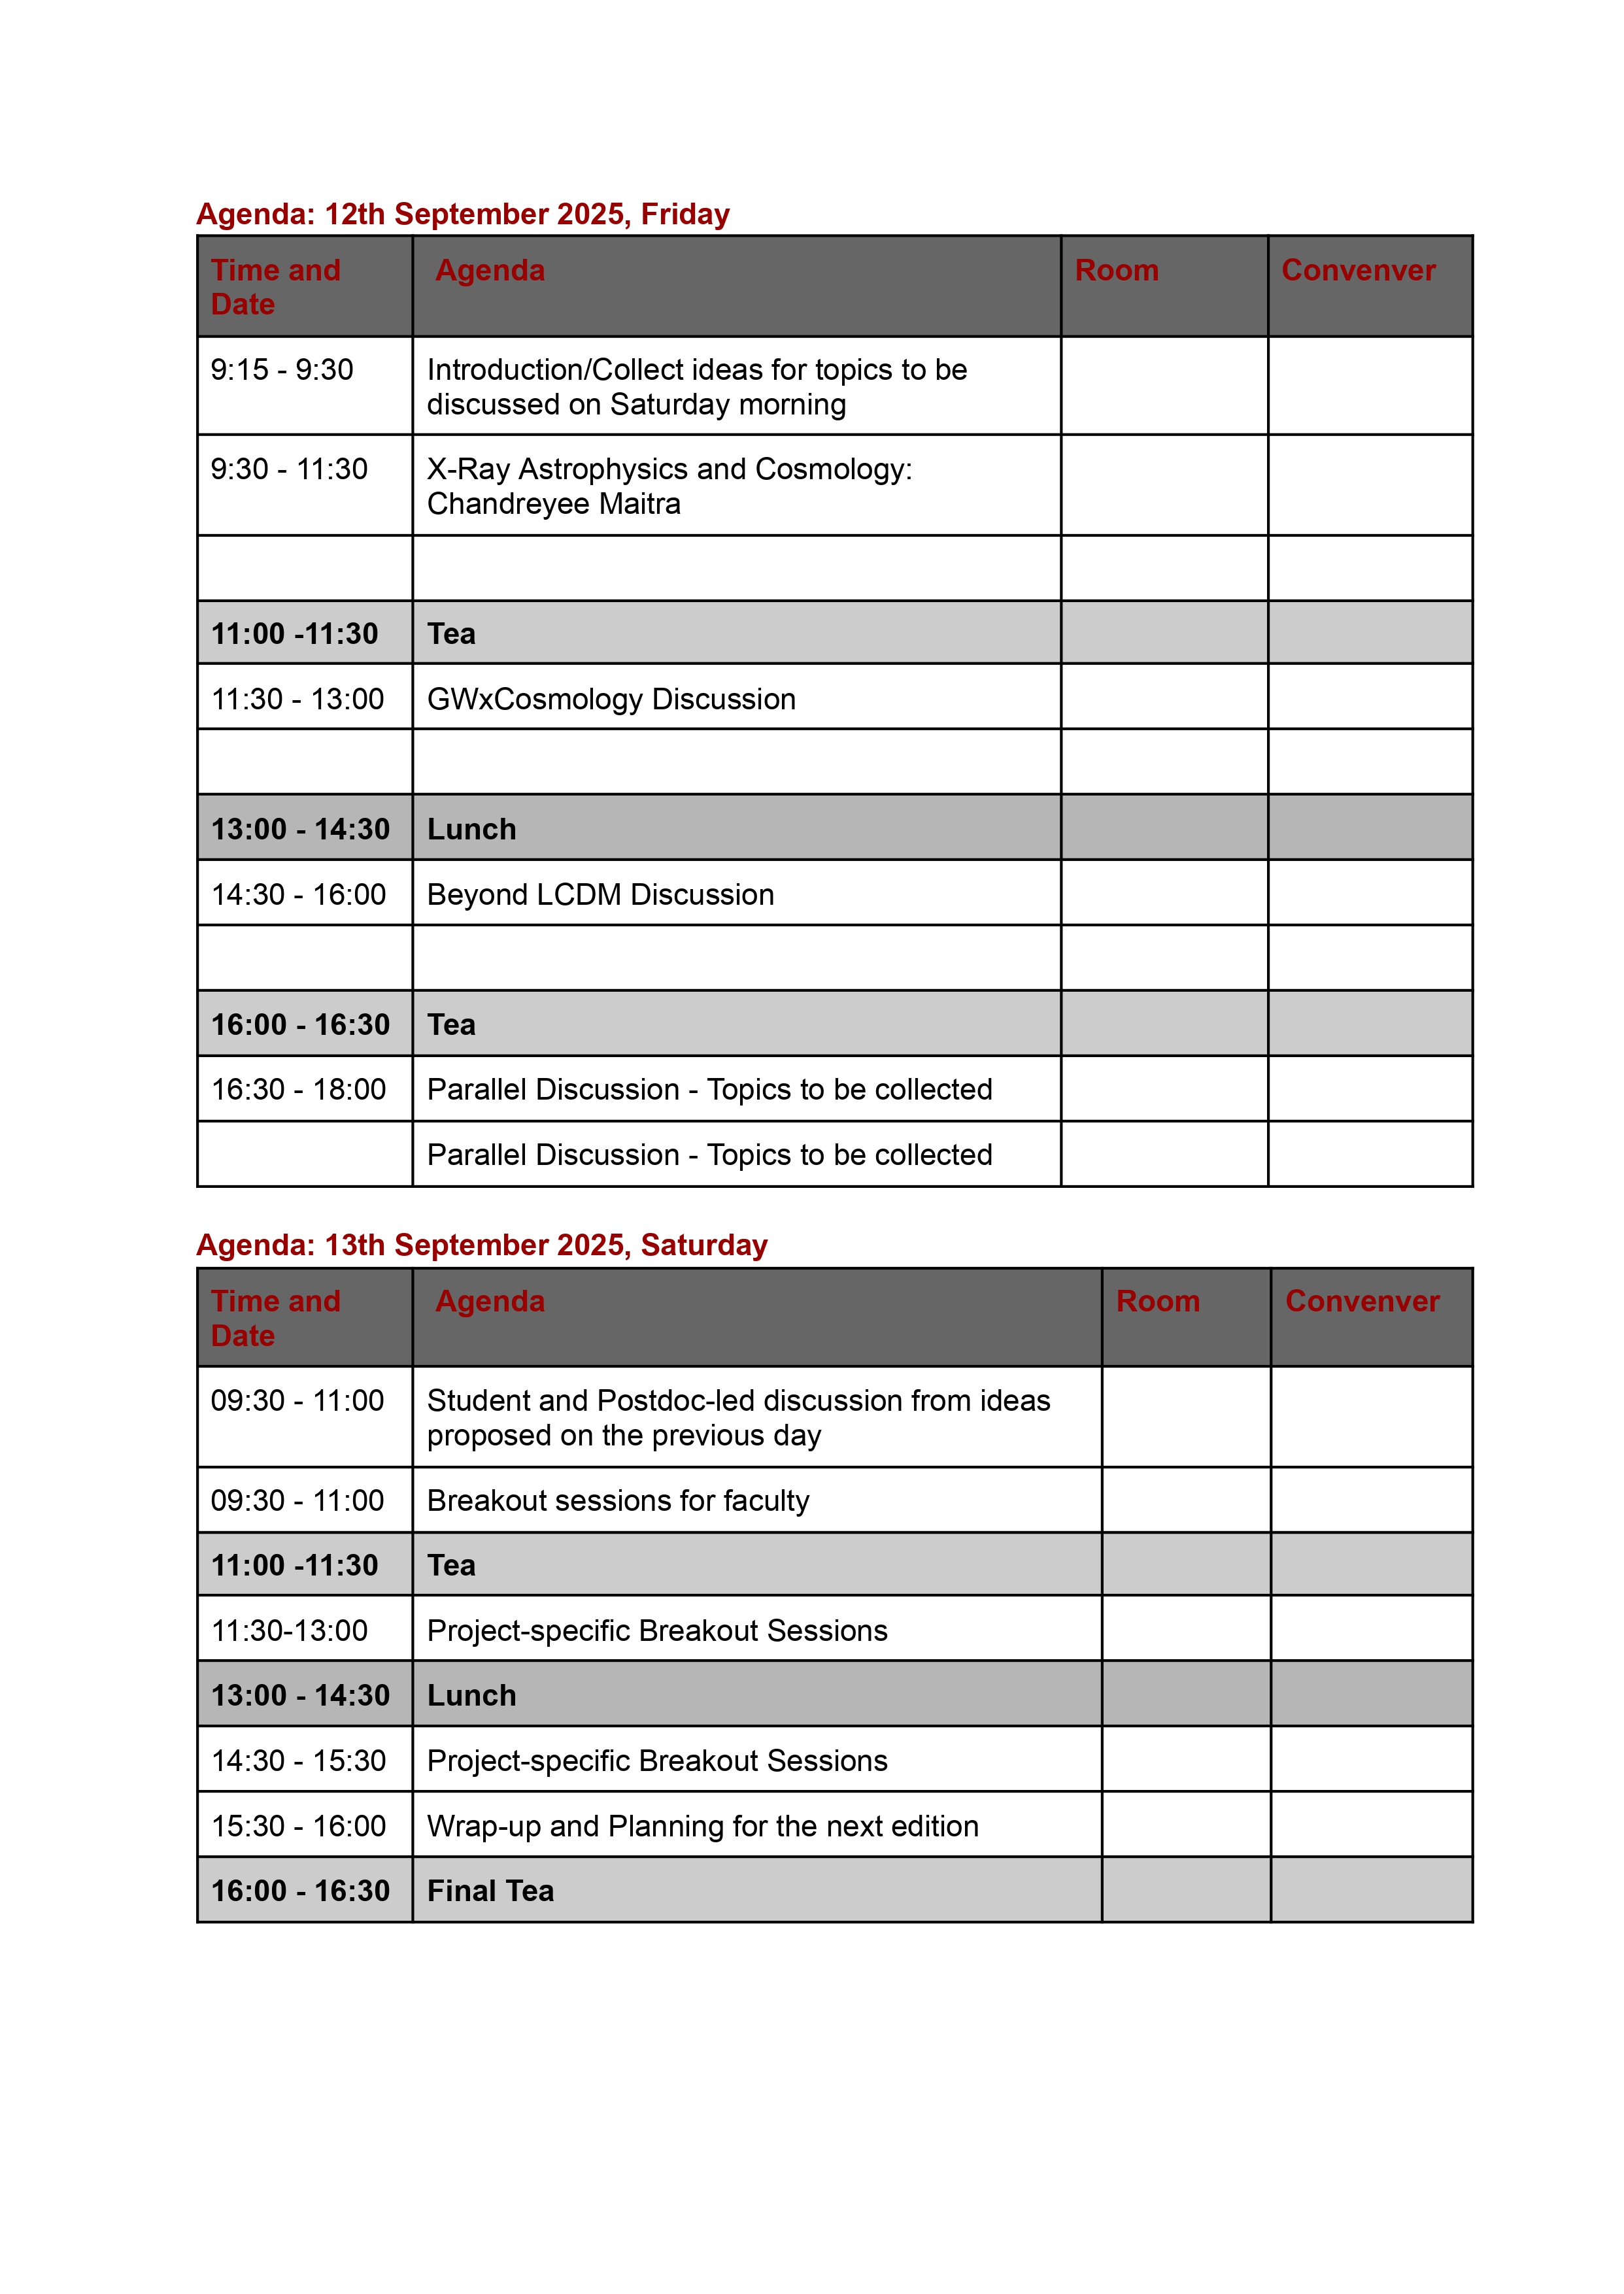 Agenda: 12th September 2025, Friday
Time and Date Agenda Room Convenver
9:15 - 9:30 Introduction/Collect ideas for topics to be
discussed on Saturday morning
9:30 - 11:30 X-Ray Astrophysics and Cosmology:
Chandreyee Maitra
11:00 -11:30 Tea
11:30 - 13:00 GWxCosmology Discussion
13:00 - 14:30 Lunch
14:30 - 16:00 Beyond LCDM Discussion
16:00 - 16:30 Tea
16:30 - 18:00 Parallel Discussion - Topics to be collected
Parallel Discussion - Topics to be collected
Agenda: 13th September 2025, Saturday
Time and Date Agenda Room Convenver
09:30 - 11:00 Student and Postdoc-led discussion from ideas
proposed on the previous day
09:30 - 11:00 Breakout sessions for faculty
11:00 -11:30 Tea
11:30-13:00 Project-specific Breakout Sessions
13:00 - 14:30 Lunch
14:30 - 15:30 Project-specific Breakout Sessions
15:30 - 16:00 Wrap-up and Planning for the next edition
16:00 - 16:30 Final Tea